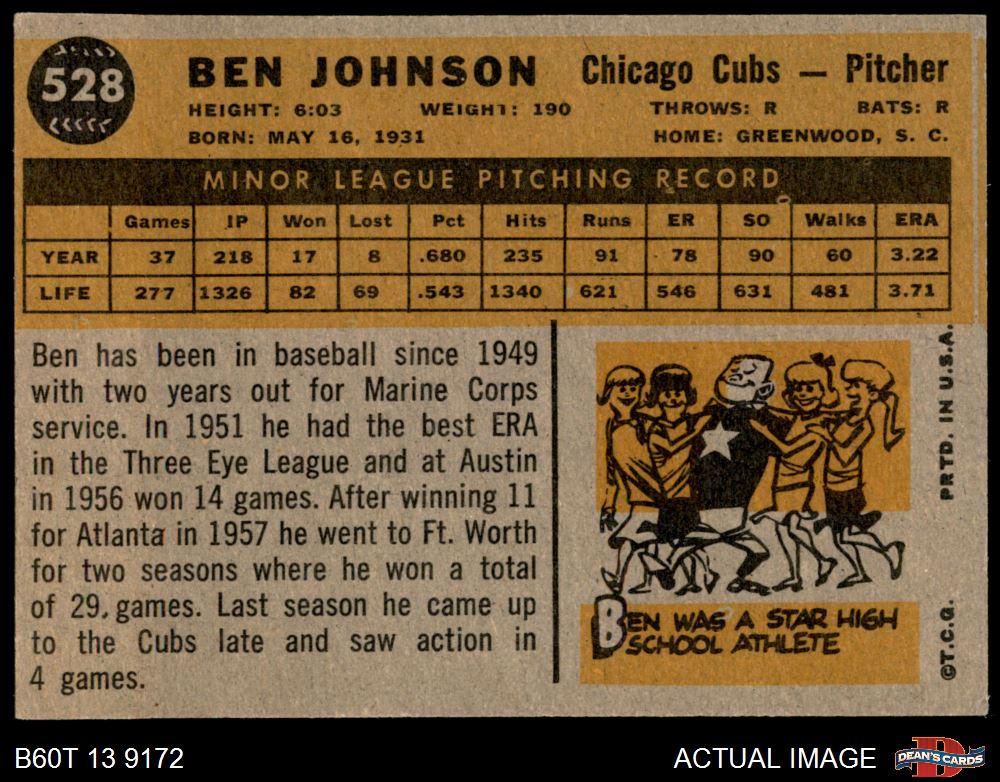 528
BEN JOHNSON Chicago Cubs — Pitcher
HEIGHT: 6:03 WEIGHT: 190 THROWS: R BATS: R
BORN: MAY 16, 1931 HOME: GREENWOOD, S. C.
MINOR LEAGUE PITCHING RECORD
Games IP Won Lost Pct Hits Runs ER SO Walks ERA
YEAR 37 218 17 8 .680 235 91 78 90 60 3.22
LIFE 277 1326 82 69 .543 1340 621 546 631 481 3.71
Ben has been in baseball since 1949
with two years out for Marine Corps
service. In 1951 he had the best ERA
in the Three Eye League and at Austin
in 1956 won 14 games. After winning 11
for Atlanta in 1957 he went to Ft. Worth
for two seasons where he won a total
of 29. games. Last season he came up
to the Cubs late and saw action in
4 games.
BEN WAS A STAR HIGH
SCHOOL ATHLETE
©T.C.G. PRTD. IN U.S.A.
B60T 13 9172 ACTUAL IMAGE
D
DEAN'S CARDS